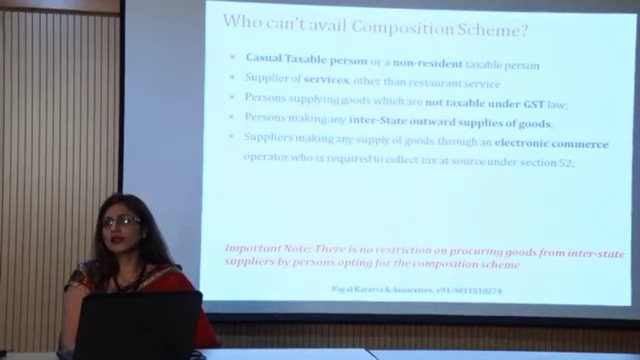 Who can't avail Composition Scheme?
× Casual Taxable person or a non-resident taxable person
× Supplier of services, other than restaurant service
× Persons supplying goods which are not taxable under GST law;
× Persons making any inter-State outward supplies of goods;
× Suppliers making any supply of goods through an electronic commerce
operator who is required to collect tax at source under section 52;
Important Note: There is no restriction on procuring goods from inter-state
suppliers by persons opting for the composition scheme
Payal & Associates, +91-9811510274